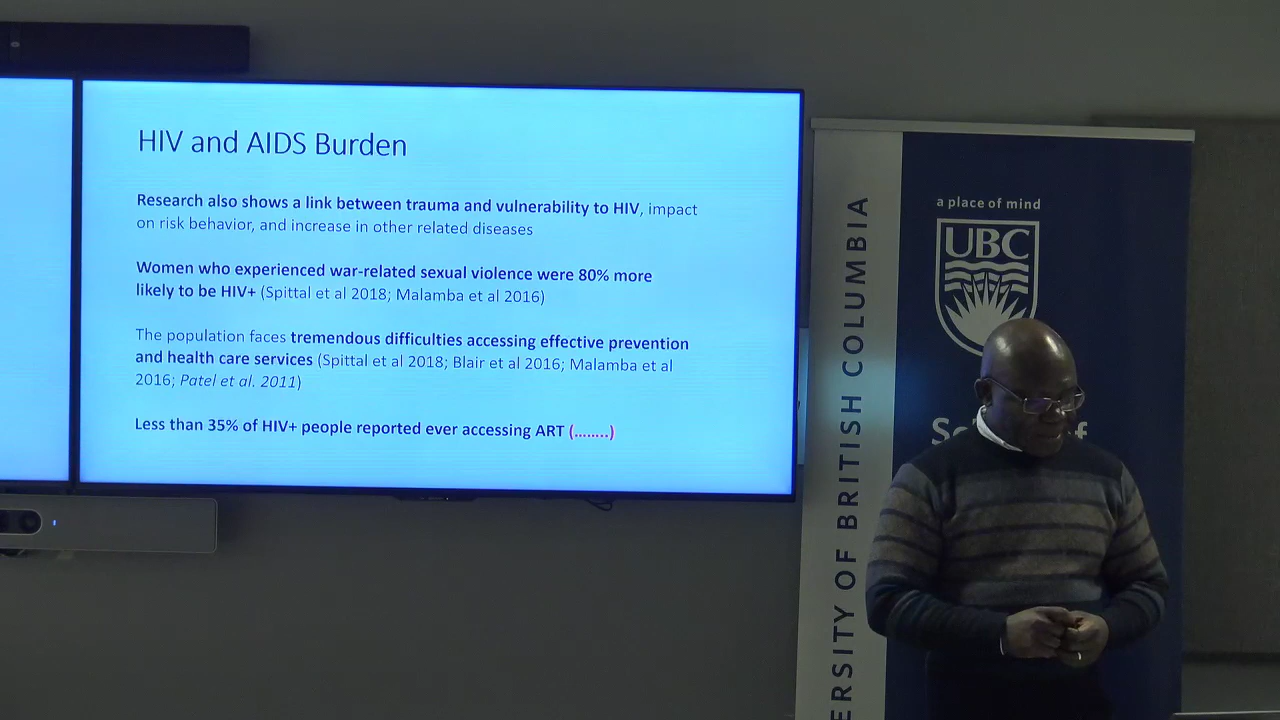 HIV and AIDS Burden
Research also shows a link between trauma and vulnerability to HIV, impact
on risk behavior, and increase in other related diseases
Women who experienced war-related sexual violence were 80% more
likely to be HIV+ (Spittal et al 2018; Malamba et al 2016)
The population faces tremendous difficulties accessing effective prevention
and health care services (Spittal et al 2018; Blair et al 2016; Malamba et al
2016; Patel et al. 2011)
Less than 35% of HIV+ people reported ever accessing ART (........)
a place of mind
UBC
ERSITY OF BRITISH COLUMBIA